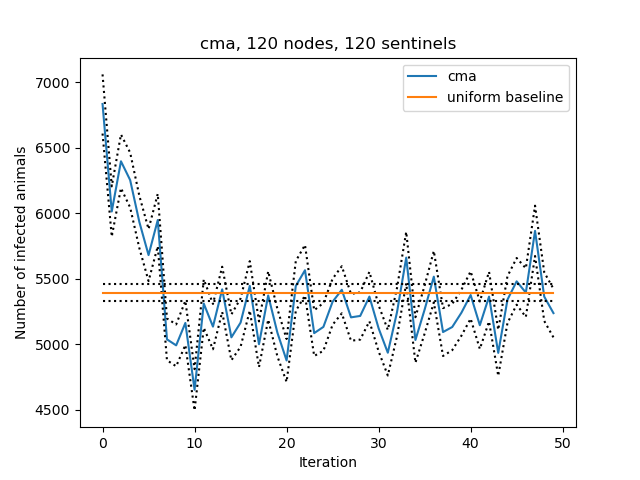 cma, 120 nodes, 120 sentinels
cma
uniform baseline
Number of infected animals
7000
6500
6000
5500
5000
4500
0
10
20
30
40
50
Iteration